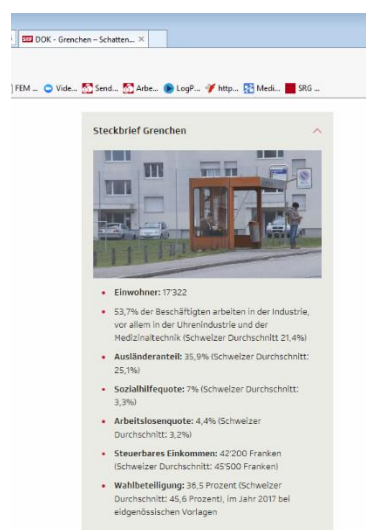 SRF DOK - Grenchen – Schatten... ×
FEM ... Vide... Send... Arbe... LogP... http... Medi... SRG ...
Steckbrief Grenchen
Einwohner: 17'322
53,7% der Beschäftigten arbeiten in der Industrie,
vor allem in der Uhrenindustrie und der
Medizinaltechnik (Schweizer Durchschnitt 21,4%)
Ausländeranteil: 35,9% (Schweizer Durchschnitt:
25,1%)
Sozialhilfequote: 7% (Schweizer Durchschnitt:
3,3%)
Arbeitslosenquote: 4,4% (Schweizer
Durchschnitt: 3,2%)
Steuerbares Einkommen: 42'200 Franken
(Schweizer Durchschnitt: 45'500 Franken)
Wahlbeteiligung: 36,5 Prozent (Schweizer
Durchschnitt: 45,6 Prozent), im Jahr 2017 bei
eidgenössischen Vorlagen